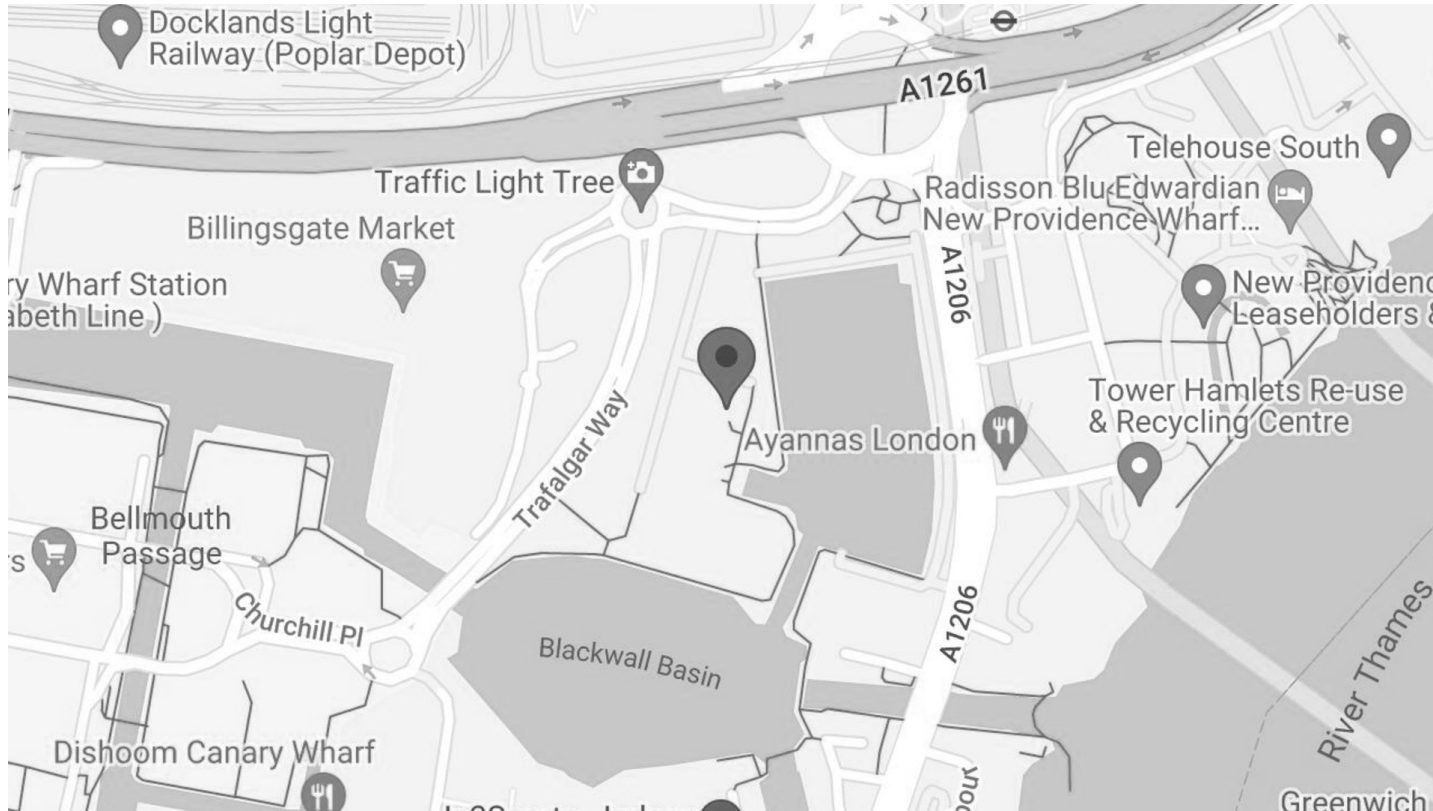 Docklands Light
Railway (Poplar Depot)
A1261
Telehouse South
Traffic Light Tree
Radisson Blu Edwardian
New Providence Wharf...
Billingsgate Market
A1206
ry Wharf Station
abeth Line )
New Providenc
Leaseholders &
Tower Hamlets Re-use
& Recycling Centre
Trafalgar Way
Ayannas London
Bellmouth
Passage
s
Churchill Pl
A1206
Blackwall Basin
River Thames
Dishoom Canary Wharf
Greenwich